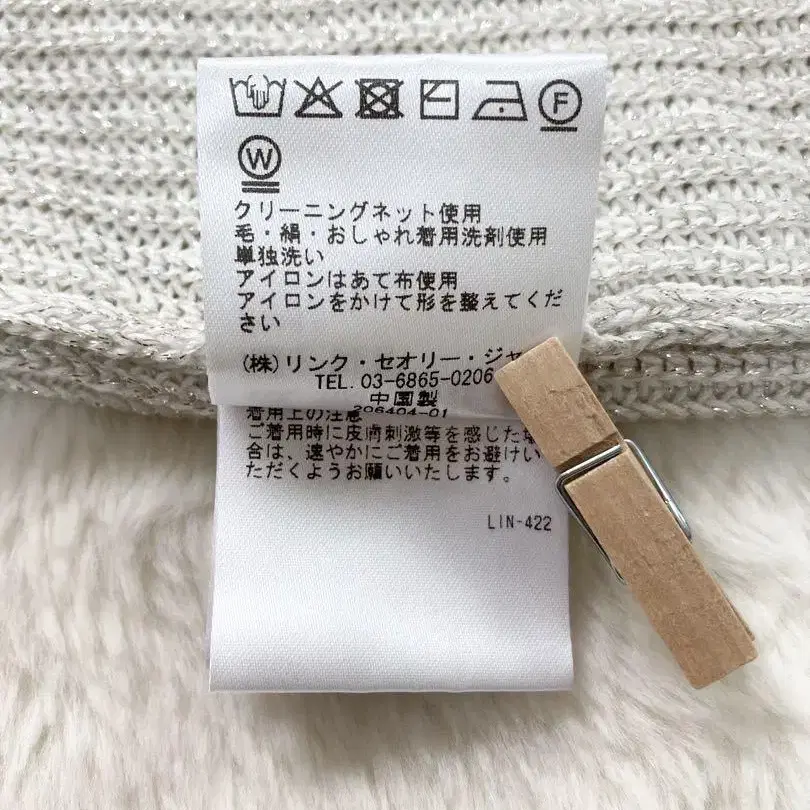 F
W
クリーニングネット使用
毛・絹・おしゃれ着用洗剤使用
単独洗い
アイロンはあて布使用
アイロンをかけて形を整えてくだ
さい
(株)リンク・セオリー・ジャ
TEL. 03-6865-0206
中国製
206404-01
着用上の注意
ご着用時に皮膚刺激等を感じた場
合は、速やかにご着用をお避けい
ただくようお願いいたします。
LIN-422